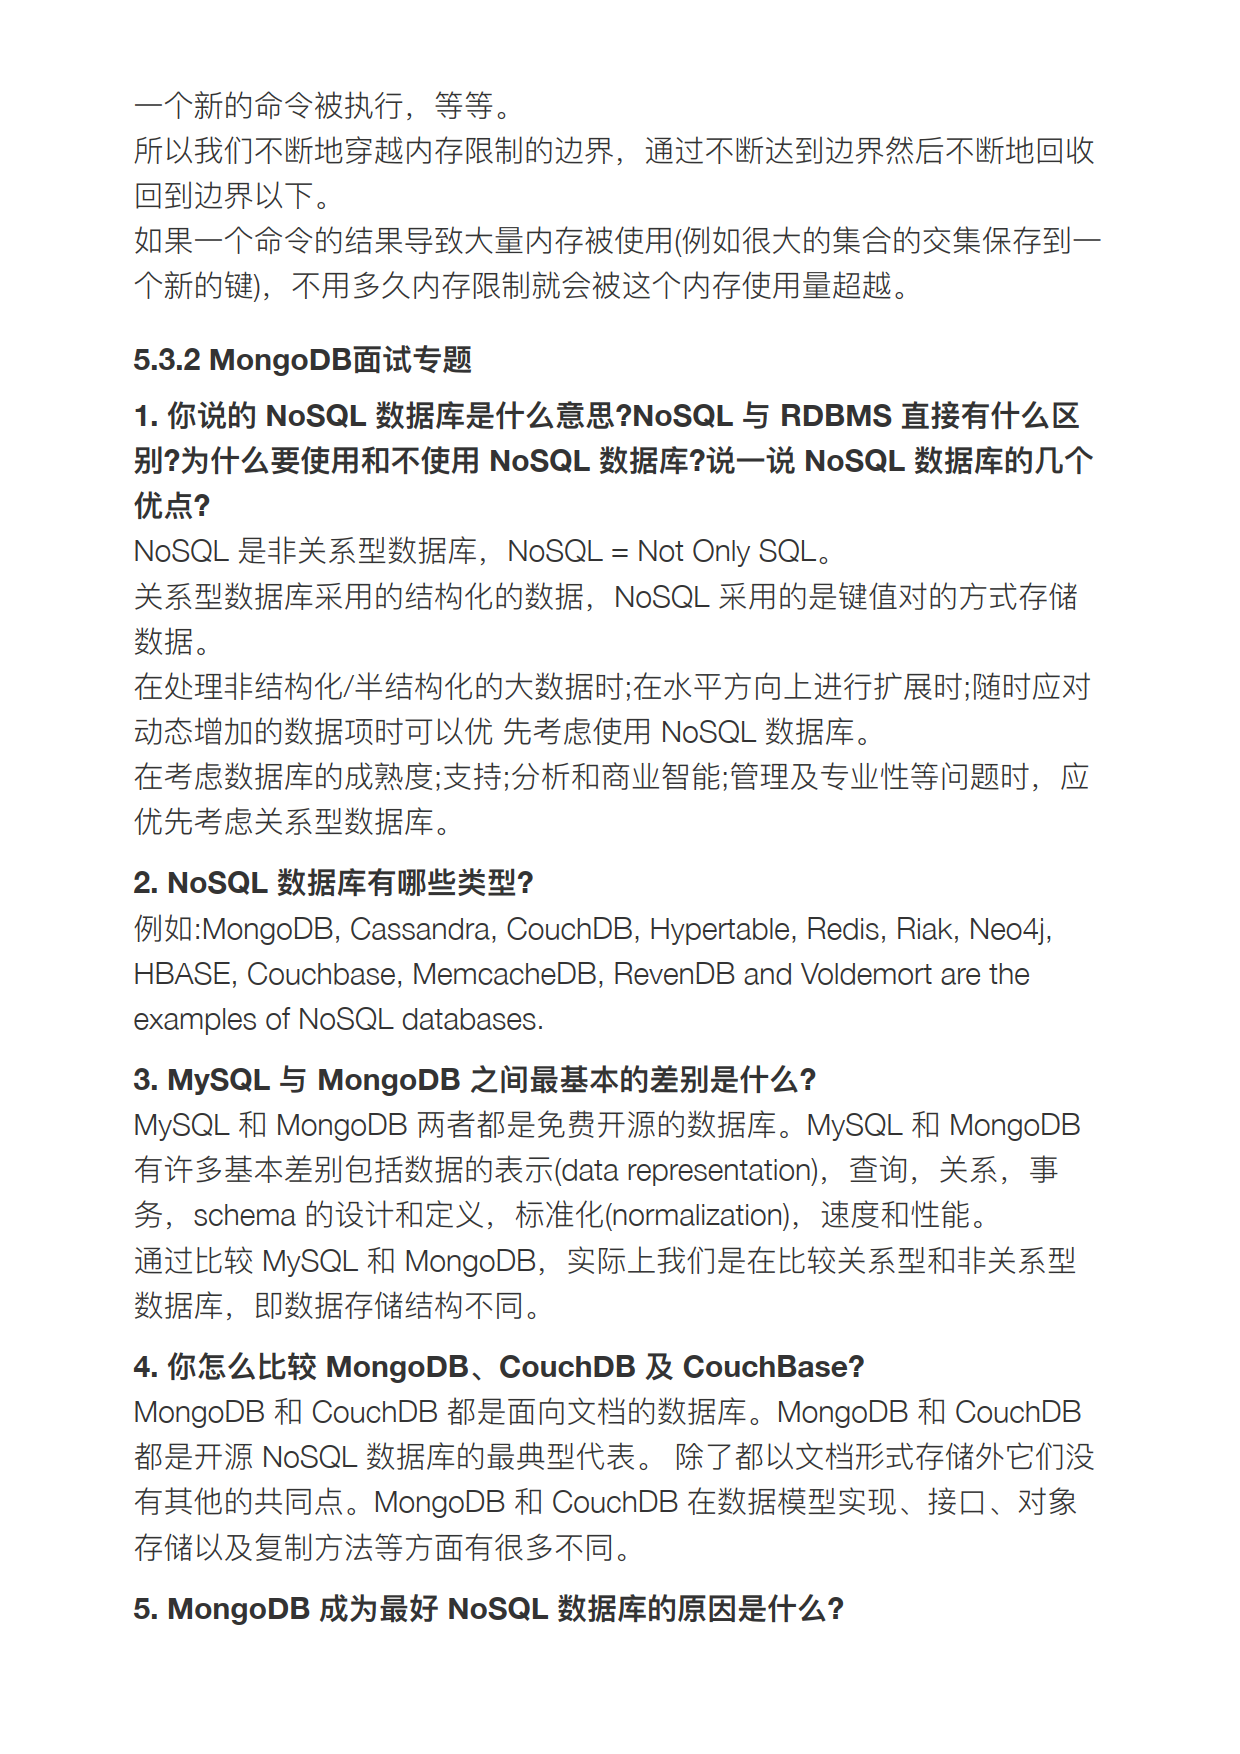 一个新的命令被执行，等等。
所以我们不断地穿越内存限制的边界，通过不断达到边界然后不断地回收
回到边界以下。
如果一个命令的结果导致大量内存被使用(例如很大的集合的交集保存到一
个新的键)，不用多久内存限制就会被这个内存使用量超越。
5.3.2 MongoDB面试专题
1. 你说的 NoSQL 数据库是什么意思?NoSQL 与 RDBMS 直接有什么区
别?为什么要使用和不使用 NoSQL 数据库?说一说 NoSQL 数据库的几个
优点?
NoSQL 是非关系型数据库，NoSQL = Not Only SQL。
关系型数据库采用的结构化的数据，NoSQL 采用的是键值对的方式存储
数据。
在处理非结构化/半结构化的大数据时;在水平方向上进行扩展时;随时应对
动态增加的数据项时可以优 先考虑使用 NoSQL 数据库。
在考虑数据库的成熟度;支持;分析和商业智能;管理及专业性等问题时，应
优先考虑关系型数据库。
2. NoSQL 数据库有哪些类型?
例如:MongoDB, Cassandra, CouchDB, Hypertable, Redis, Riak, Neo4j,
HBASE, Couchbase, MemcacheDB, RevenDB and Voldemort are the
examples of NoSQL databases.
3. MySQL 与 MongoDB 之间最基本的差别是什么?
MySQL 和 MongoDB 两者都是免费开源的数据库。MySQL 和 MongoDB
有许多基本差别包括数据的表示(data representation)，查询，关系，事
务，schema 的设计和定义，标准化(normalization)，速度和性能。
通过比较 MySQL 和 MongoDB，实际上我们是在比较关系型和非关系型
数据库，即数据存储结构不同。
4. 你怎么比较 MongoDB、CouchDB 及 CouchBase?
MongoDB 和 CouchDB 都是面向文档的数据库。MongoDB 和 CouchDB
都是开源 NoSQL 数据库的最典型代表。 除了都以文档形式存储外它们没
有其他的共同点。MongoDB 和 CouchDB 在数据模型实现、接口、对象
存储以及复制方法等方面有很多不同。
5. MongoDB 成为最好 NoSQL 数据库的原因是什么?